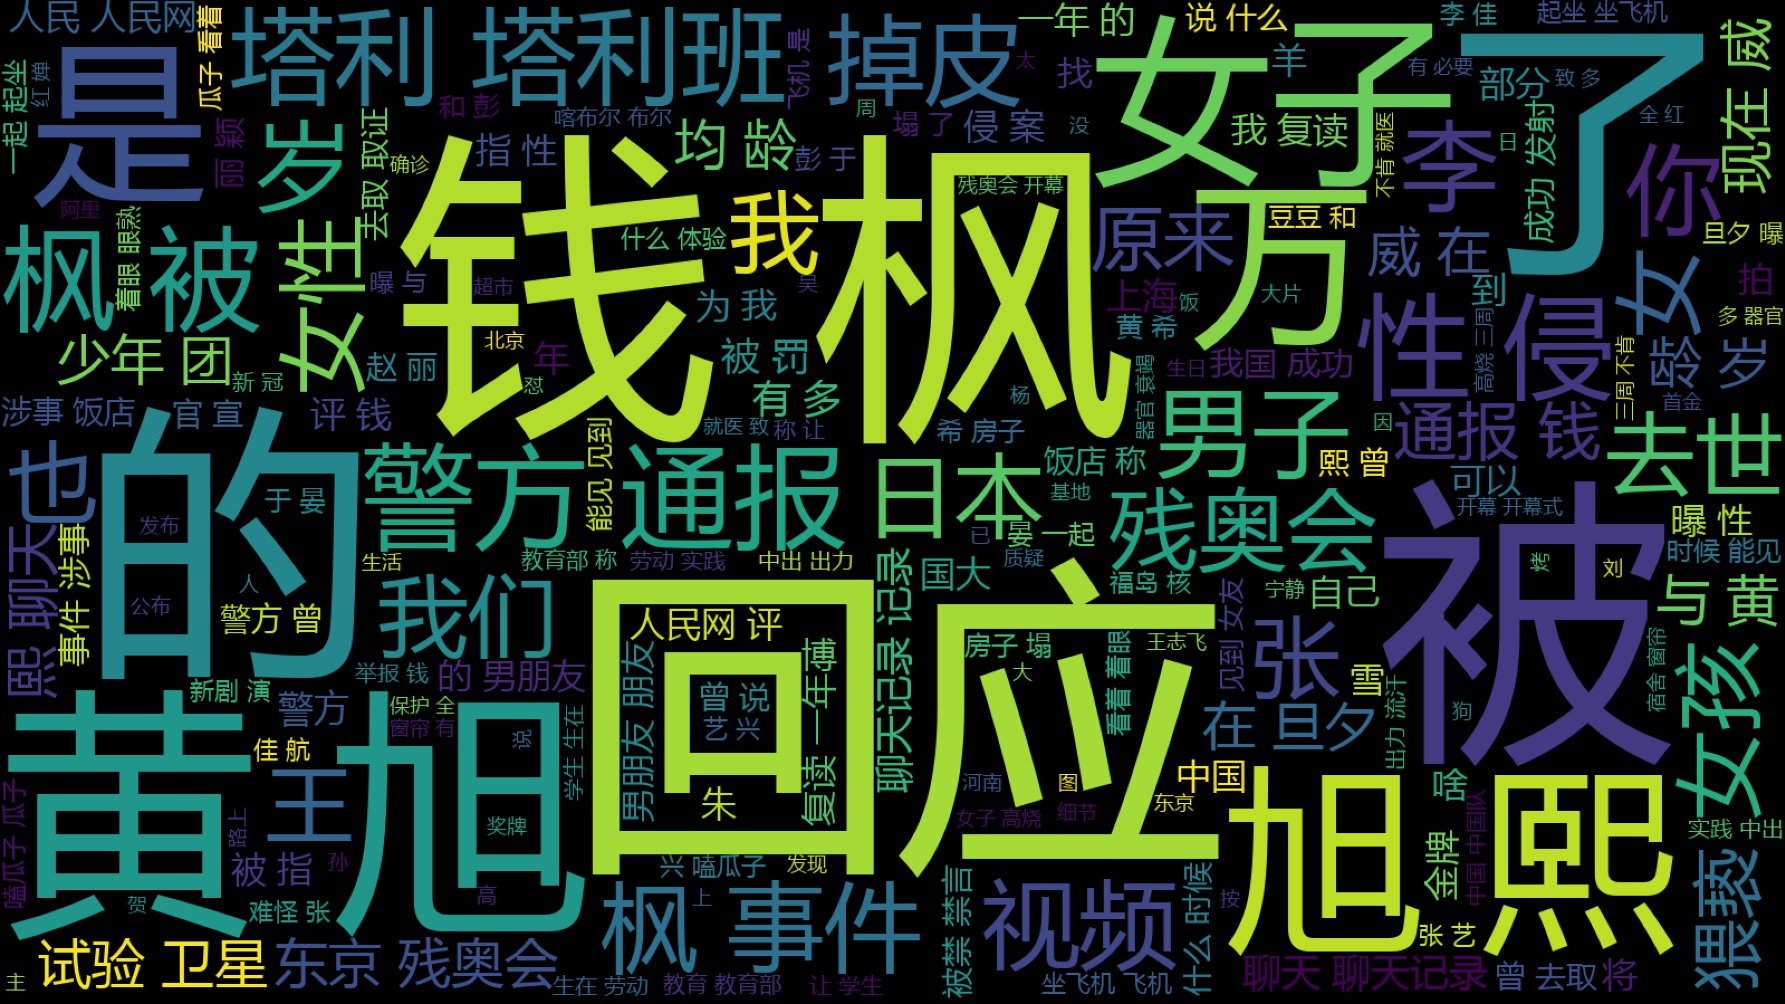 人民 人民网
瓜子 看着
塔利 塔利班
飞机 是
掉皮
一年 的
说 什么
李 佳
起坐 坐飞机
现在 威
是
红 婵
一起 起坐
丽 颖
岁
去取 取证
和 彭
喀布尔 布尔
周
塌 了
侵 案
没
太
找
女子
羊
有 必要
部分
致 多
了
全 红
指 性
均 龄
彭 于
确诊
我 复读
不肯 就医
李
日
成功 发射
你
阿里
钱 枫
残奥会 开幕
万
我
什么 体验
吴
原来
豆豆 和
威 在
旦夕 曝
枫 被
着眼 眼熟
女性
曝 与
超市
为 我
上海
饭
大片
到
女
拍
多 器官
少年 团
新 冠
赵 丽
北京
年
怼
被 罚
有 多
黄 希
生日
我国 成功
性 侵
高烧 三周
三周 不肯
龄 岁
首金
涉事 饭店
官 宣
评 钱
就医 致
称 让
杨
希 房子
器官 衰竭
男子
因
通报 钱
去世
也
的
于 晏
发布
公布
人
警方 通报
能见 见到
日本
基地
已
晏 一起
饭店 称
熙 曾
可以
开幕 开幕式
曝 性
时候 能见
熙 聊天
事件 涉事
警方 曾
生活
教育部 称
劳动 实践
中出 出力
聊天记录 记录
国大
质疑
残奥会
福岛 核
宁静
自己
被
烤
刘
与 黄
我们
举报 钱
的 男朋友
回应
人民网 评
男朋友 朋友
曾 说
艺 兴
朱
复读 一年
博
房子 塌
大
看着 着眼
王志飞
见到 女友
张
雪
出力 流汗
在 旦夕
狗
宿舍 窗帘
女孩
新剧 演
警方
保护 全
窗帘 有
黄 旭
佳 航
王
路上
说
奖牌
学生 生在
河南
图
女子 高烧
细节
中国
东京
旭 熙
啥
金牌
中国 中国队
实践 中出
嗑瓜子 瓜子
被 指
孙
贺
难怪 张
高
兴 嗑瓜子
发现
枫 事件
上
被禁 禁言
视频
什么 时候
按
张 艺
猥亵
主
试验 卫星
东京 残奥会
生在 劳动
教育 教育部
让 学生
坐飞机 飞机
聊天 聊天记录
曾 去取
将